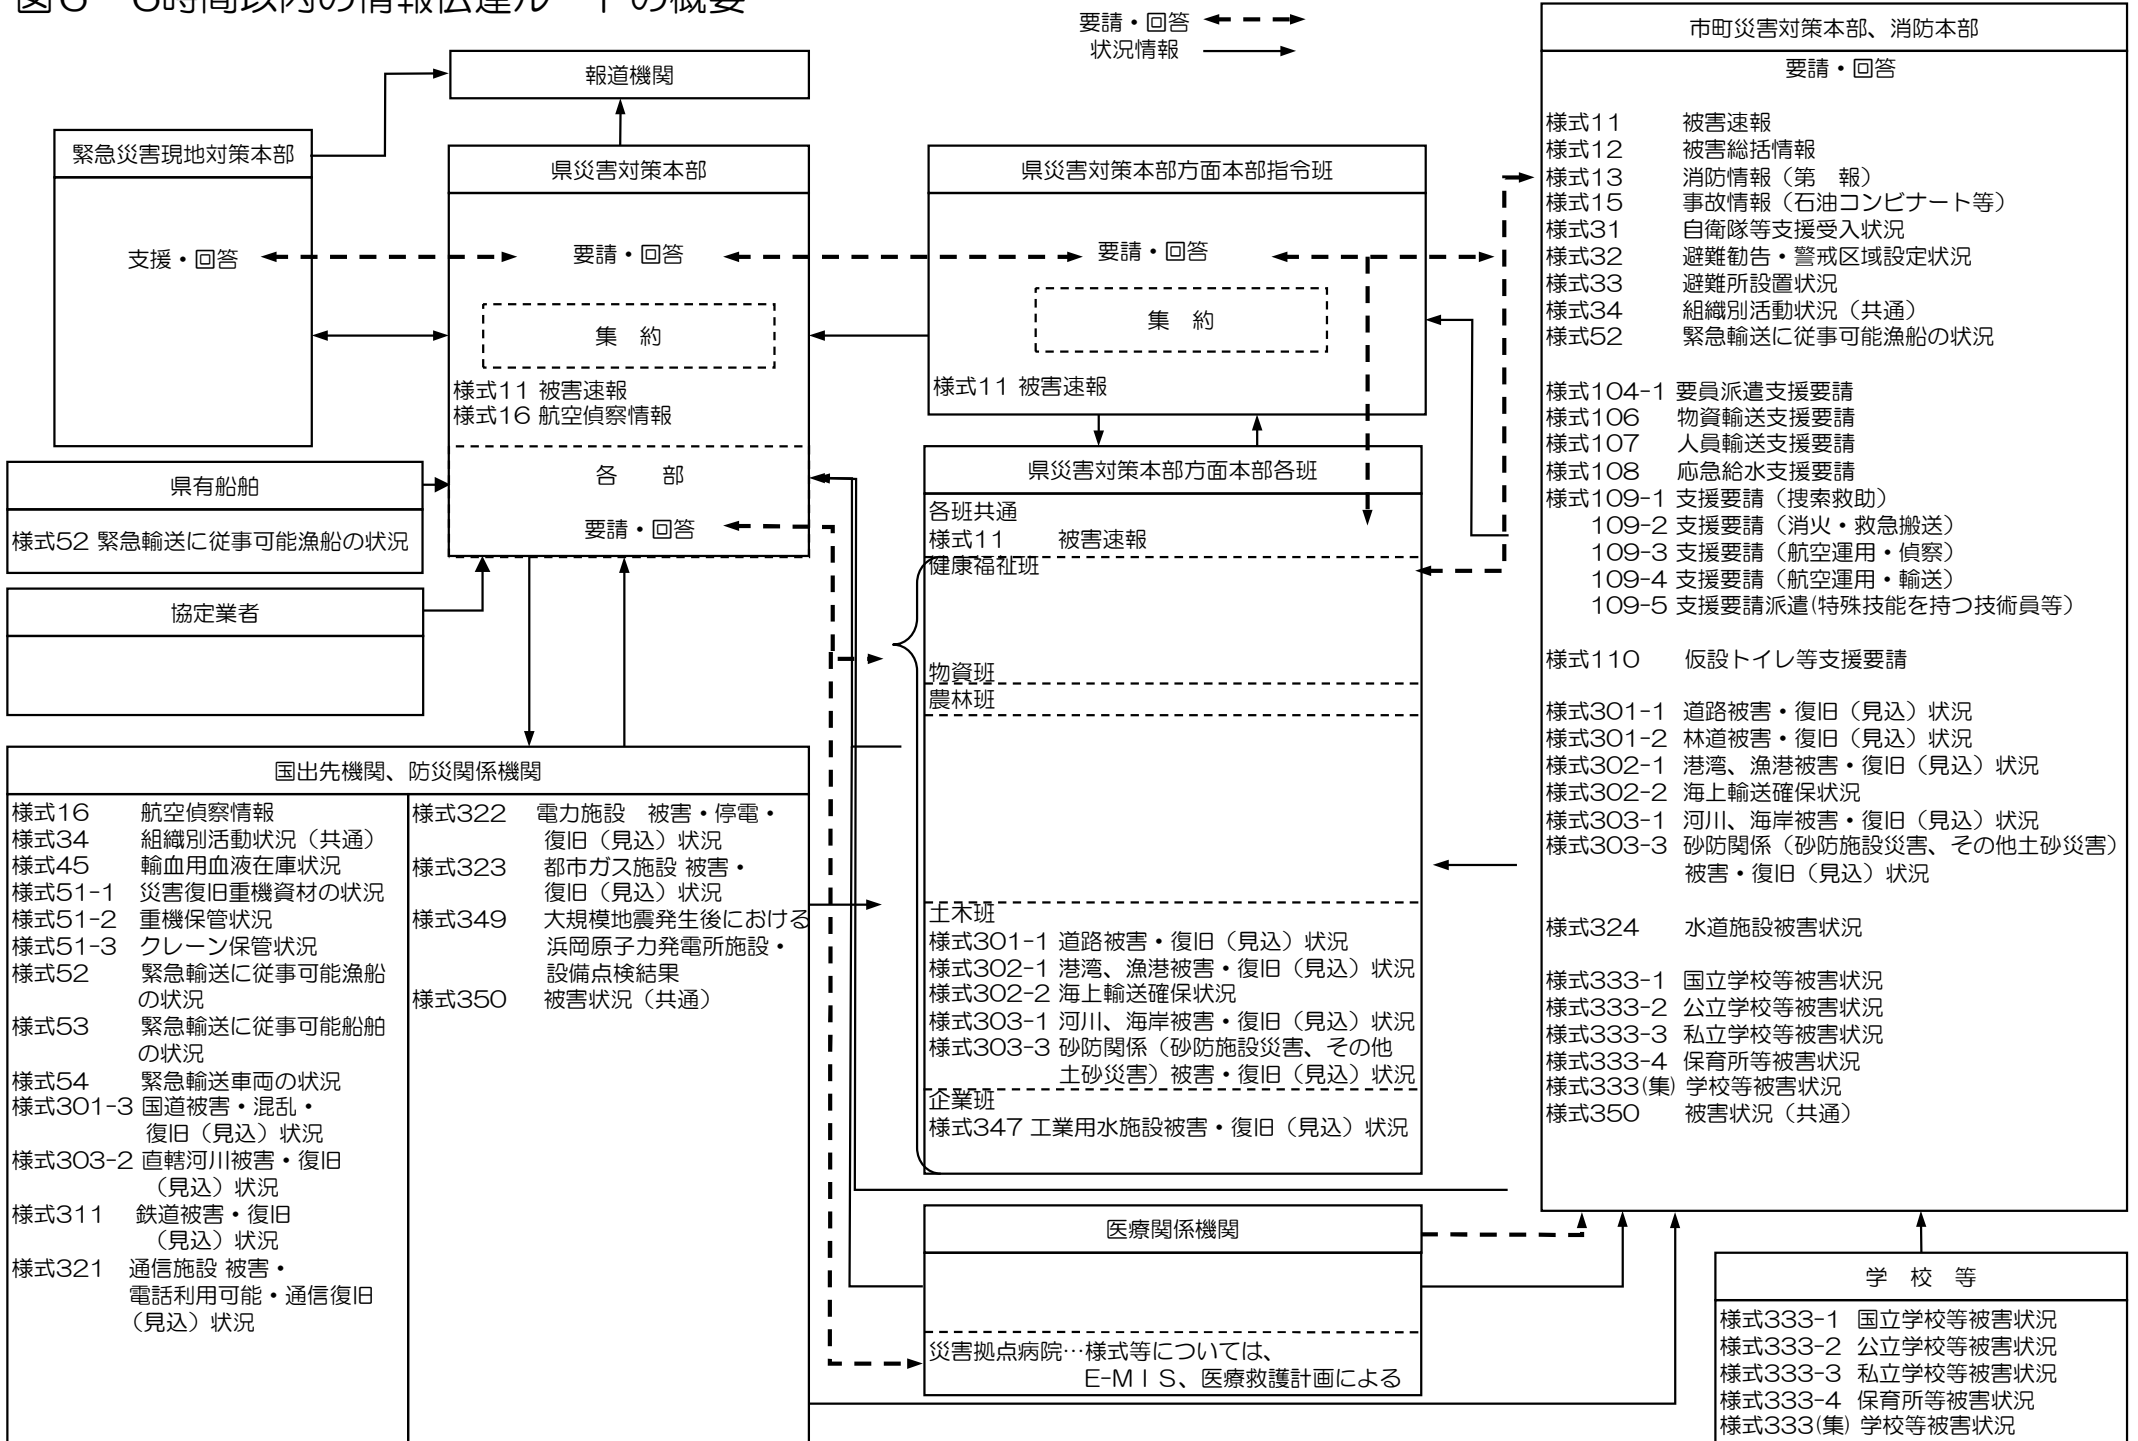 要請・回答
状況情報
報道機関
緊急災害現地対策本部
支援・回答
県災害対策本部
要請・回答
集　約
様式11 被害速報
様式16 航空偵察情報
各　部
要請・回答
県災害対策本部方面本部指令班
要請・回答
集　約
様式11 被害速報
県有船舶
様式52 緊急輸送に従事可能漁船の状況
協定業者
県災害対策本部方面本部各班
各班共通
様式11　被害速報
健康福祉班
物資班
農林班
土木班
様式301-1 道路被害・復旧（見込）状況
様式302-1 港湾、漁港被害・復旧（見込）状況
様式302-2 海上輸送確保状況
様式303-1 河川、海岸被害・復旧（見込）状況
様式303-3 砂防関係（砂防施設災害、その他
土砂災害）被害・復旧（見込）状況
企業班
様式347 工業用水施設被害・復旧（見込）状況
国出先機関、防災関係機関
様式16　航空偵察情報
様式34　組織別活動状況（共通）
様式45　輸血用血液在庫状況
様式51-1　災害復旧重機資材の状況
様式51-2　重機保管状況
様式51-3　クレーン保管状況
様式52　緊急輸送に従事可能漁船
の状況
様式53　緊急輸送に従事可能船舶
の状況
様式54　緊急輸送車両の状況
様式301-3 国道被害・混乱・
復旧（見込）状況
様式303-2 直轄河川被害・復旧
（見込）状況
様式311　鉄道被害・復旧
（見込）状況
様式321　通信施設 被害・
電話利用可能・通信復旧
（見込）状況
様式322　電力施設　被害・停電・
復旧（見込）状況
様式323　都市ガス施設 被害・
復旧（見込）状況
様式349　大規模地震発生後における
浜岡原子力発電所施設・
設備点検結果
様式350　被害状況（共通）
医療関係機関
災害拠点病院…様式等については、
E-MＩＳ、医療救護計画による
市町災害対策本部、消防本部
要請・回答
様式11　被害速報
様式12　被害総括情報
様式13　消防情報（第　報）
様式15　事故情報（石油コンビナート等）
様式31　自衛隊等支援受入状況
様式32　避難勧告・警戒区域設定状況
様式33　避難所設置状況
様式34　組織別活動状況（共通）
様式52　緊急輸送に従事可能漁船の状況
様式104-1 要員派遣支援要請
様式106　物資輸送支援要請
様式107　人員輸送支援要請
様式108　応急給水支援要請
様式109-1 支援要請（捜索救助）
109-2 支援要請（消火・救急搬送）
109-3 支援要請（航空運用・偵察）
109-4 支援要請（航空運用・輸送）
109-5 支援要請派遣(特殊技能を持つ技術員等）
様式110　仮設トイレ等支援要請
様式301-1 道路被害・復旧（見込）状況
様式301-2 林道被害・復旧（見込）状況
様式302-1 港湾、漁港被害・復旧（見込）状況
様式302-2 海上輸送確保状況
様式303-1 河川、海岸被害・復旧（見込）状況
様式303-3 砂防関係（砂防施設災害、その他土砂災害）
被害・復旧（見込）状況
様式324　水道施設被害状況
様式333-1 国立学校等被害状況
様式333-2 公立学校等被害状況
様式333-3 私立学校等被害状況
様式333-4 保育所等被害状況
様式333(集) 学校等被害状況
様式350　被害状況（共通）
学　校　等
様式333-1 国立学校等被害状況
様式333-2 公立学校等被害状況
様式333-3 私立学校等被害状況
様式333-4 保育所等被害状況
様式333(集) 学校等被害状況